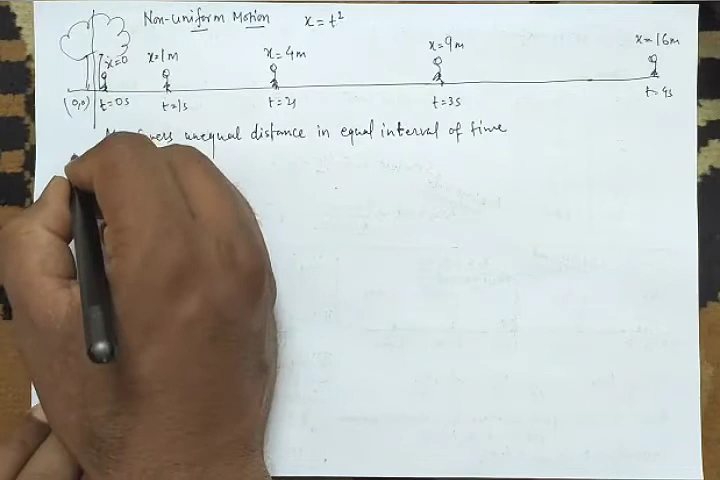 Non-Uniform Motion x = t²
x=0 x=1m x=4m x=9m x=16m
(0,0) t=0s t=1s t=2s t=3s t=4s
unequal distance in equal interval of time